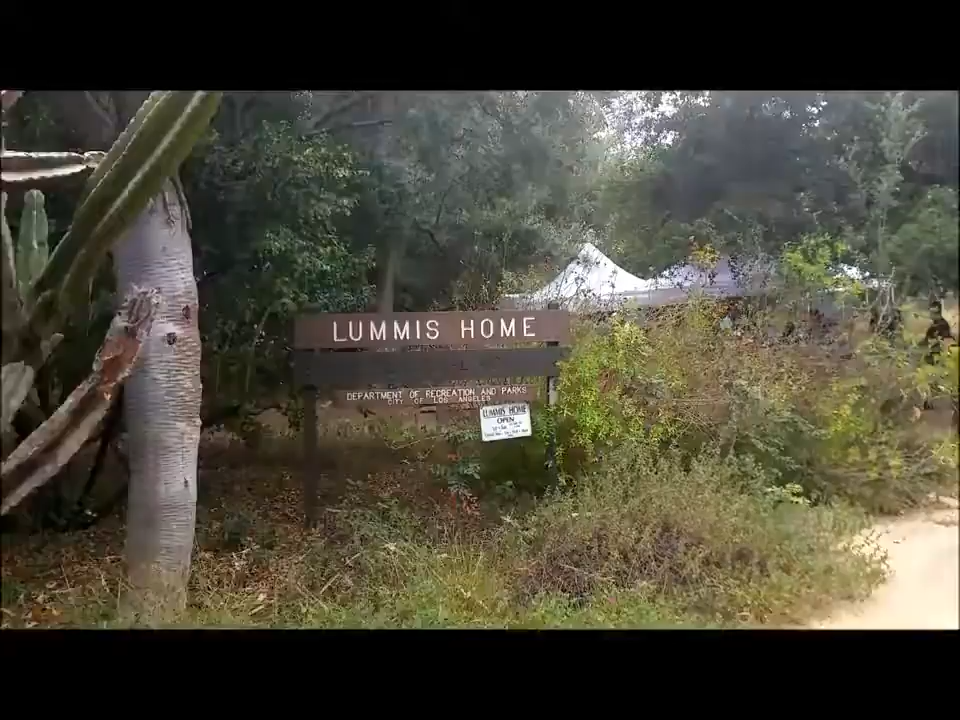 LUMMIS HOME
DEPARTMENT OF RECREATION AND PARKS
CITY OF LOS ANGELES
LUMMIS HOME
OPEN